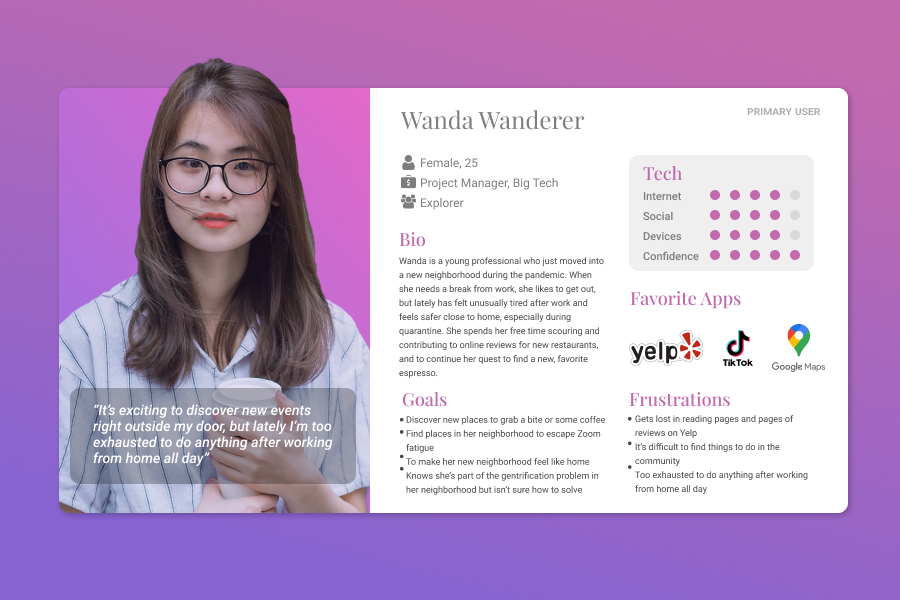 Wanda Wanderer
PRIMARY USER
Female, 25
Project Manager, Big Tech
Explorer
Bio
Wanda is a young professional who just moved into
a new neighborhood during the pandemic. When
she needs a break from work, she likes to get out,
but lately has felt unusually tired after work and
feels safer close to home, especially during
quarantine. She spends her free time scouring and
contributing to online reviews for new restaurants,
and to continue her quest to find a new, favorite
espresso.
Tech
Internet
Social
Devices
Confidence
Favorite Apps
yelp
TikTok
Google Maps
Goals
• Discover new places to grab a bite or some coffee
• Find places in her neighborhood to escape Zoom
fatigue
• To make her new neighborhood feel like home
• Knows she’s part of the gentrification problem in
her neighborhood but isn’t sure how to solve
Frustrations
• Gets lost in reading pages and pages of
reviews on Yelp
• It’s difficult to find things to do in the
community
• Too exhausted to do anything after working
from home all day
“It’s exciting to discover new events
right outside my door, but lately I’m too
exhausted to do anything after working
from home all day”